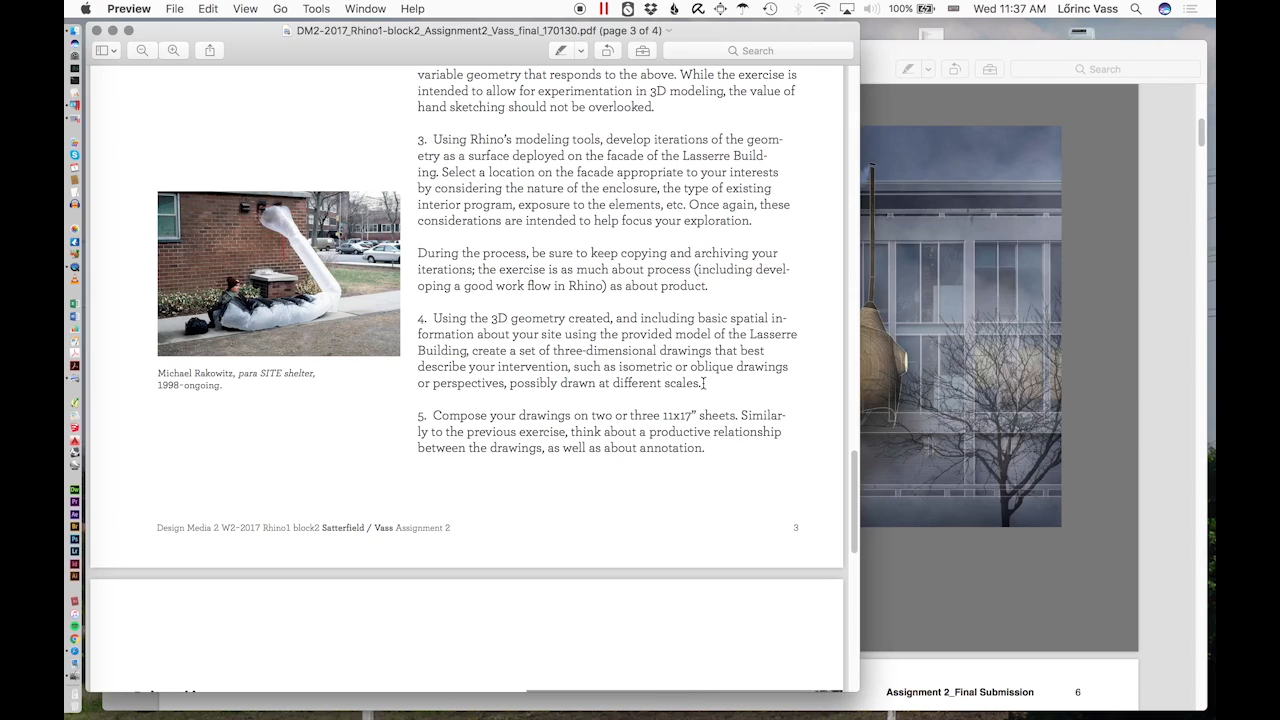 Preview File Edit View Go Tools Window Help 100% Wed 11:37 AM Lőrinc Vass
DM2-2017_Rhino1-block2_Assignment2_Vass_final_170130.pdf (page 3 of 4)
Search
Search
variable geometry that responds to the above. While the exercise is
intended to allow for experimentation in 3D modeling, the value of
hand sketching should not be overlooked.
3. Using Rhino's modeling tools, develop iterations of the geom-
etry as a surface deployed on the facade of the Lasserre Build-
ing. Select a location on the facade appropriate to your interests
by considering the nature of the enclosure, the type of existing
interior program, exposure to the elements, etc. Once again, these
considerations are intended to help focus your exploration.
During the process, be sure to keep copying and archiving your
iterations; the exercise is as much about process (including devel-
oping a good work flow in Rhino) as about product.
4. Using the 3D geometry created, and including basic spatial in-
formation about your site using the provided model of the Lasserre
Building, create a set of three-dimensional drawings that best
describe your intervention, such as isometric or oblique drawings
or perspectives, possibly drawn at different scales.
5. Compose your drawings on two or three 11x17" sheets. Similar-
ly to the previous exercise, think about a productive relationship
between the drawings, as well as about annotation.
Michael Rakowitz, para SITE shelter,
1998-ongoing.
Design Media 2 W2-2017 Rhino1 block2 Satterfield / Vass Assignment 2 3
Assignment 2_Final Submission 6